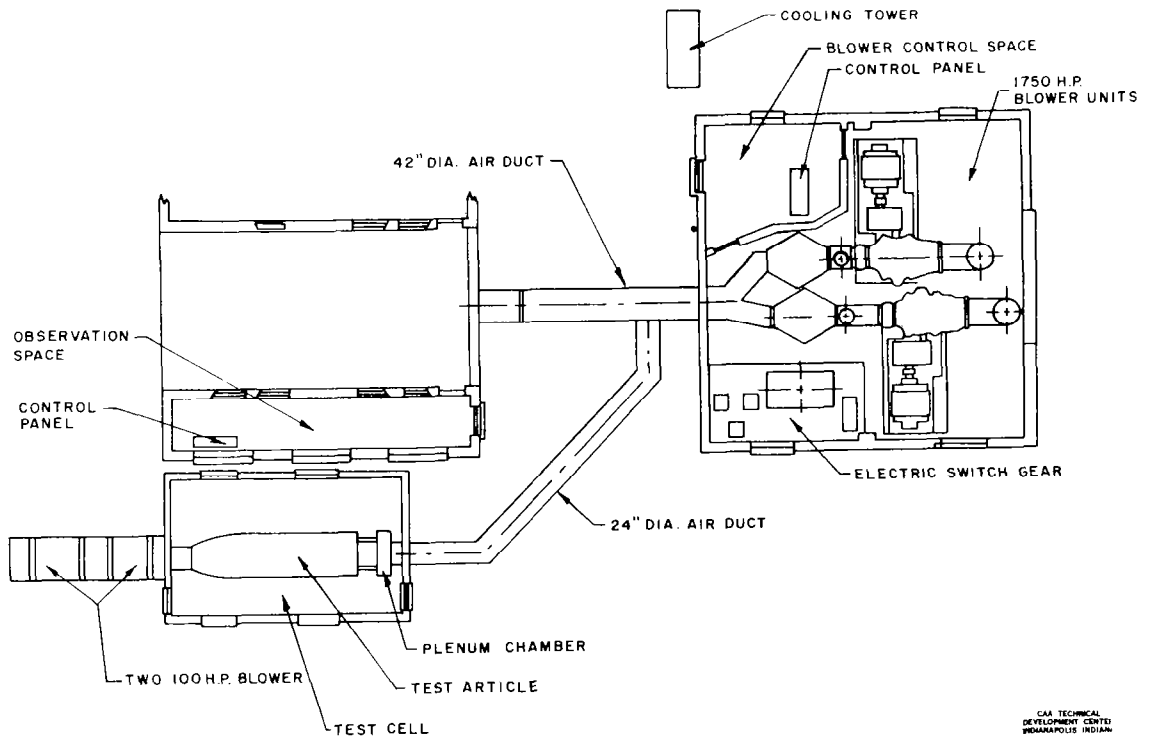 COOLING TOWER
BLOWER CONTROL SPACE
CONTROL PANEL
1750 H.P.
BLOWER UNITS
42" DIA. AIR DUCT
OBSERVATION
SPACE
CONTROL
PANEL
ELECTRIC SWITCH GEAR
24" DIA. AIR DUCT
PLENUM CHAMBER
TWO 100 H.P. BLOWER
TEST ARTICLE
TEST CELL
CAA TECHNICAL
DEVELOPMENT
INDIANAPOLIS